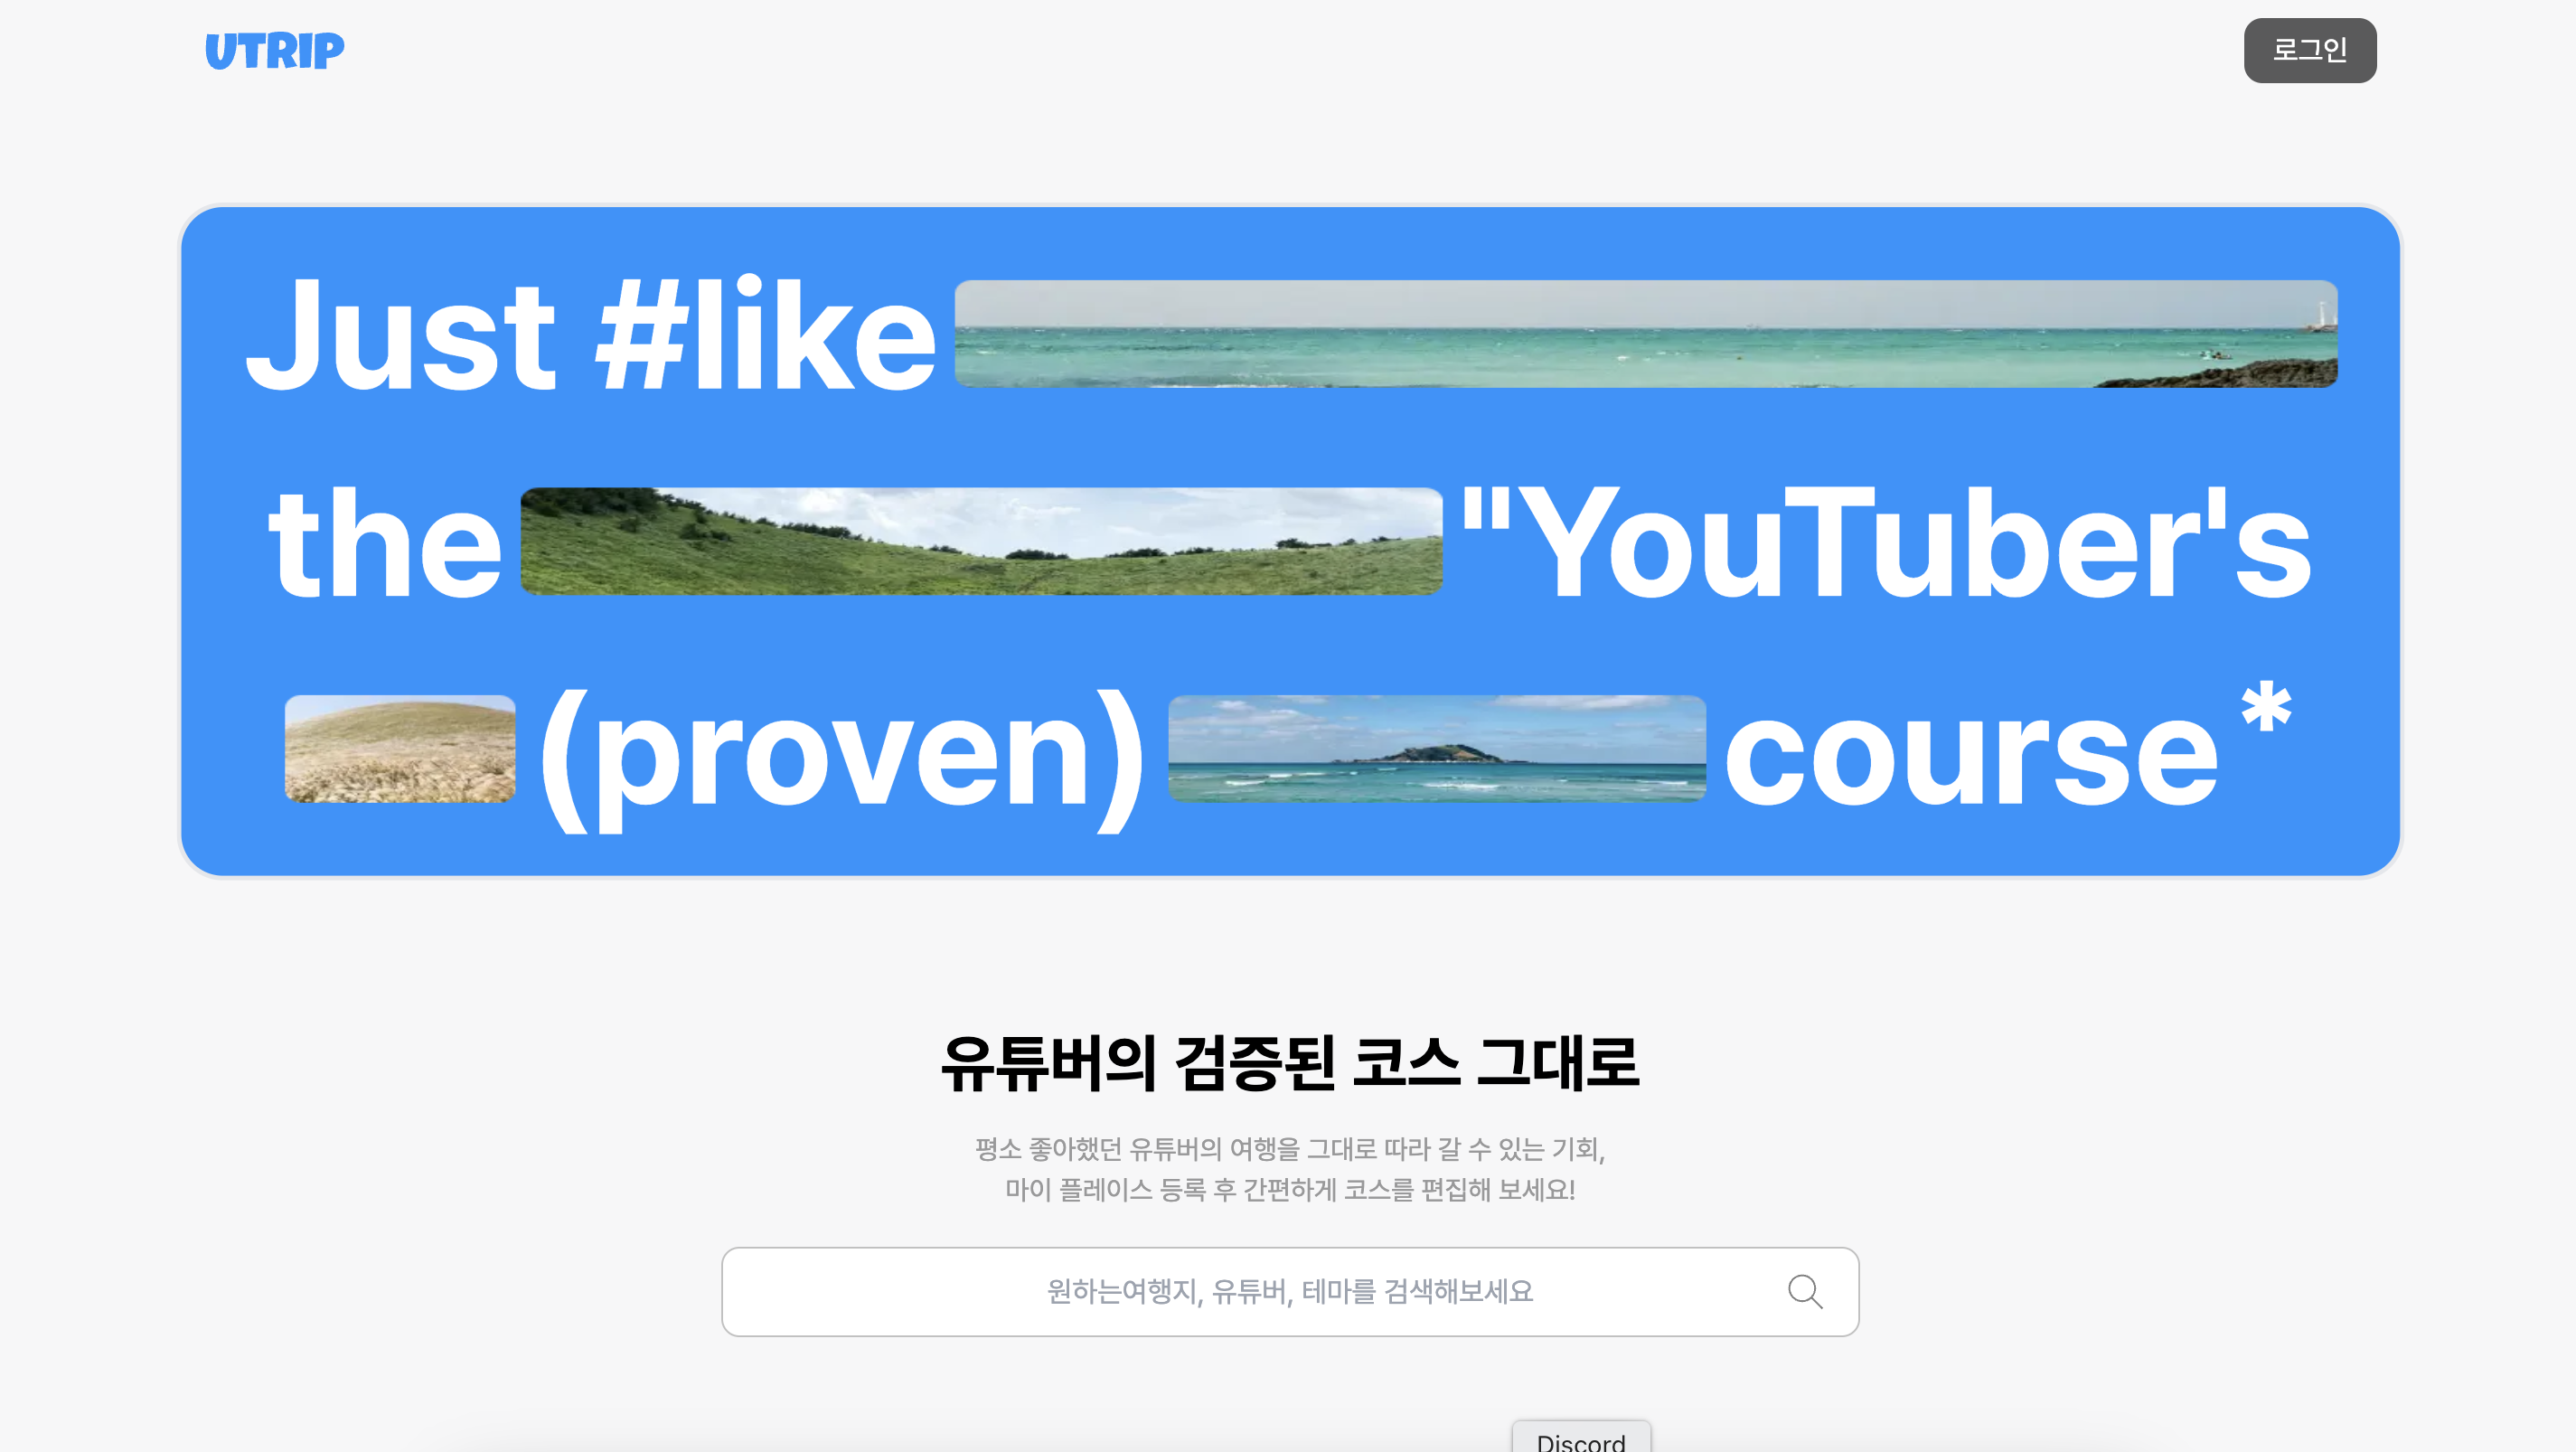 UTRIP
로그인
Just #like
the "YouTuber's
(proven) course*
유튜버의 검증된 코스 그대로
평소 좋아했던 유튜버의 여행을 그대로 따라 갈 수 있는 기회,
마이 플레이스 등록 후 간편하게 코스를 편집해 보세요!
원하는여행지, 유튜버, 테마를 검색해보세요
Discord